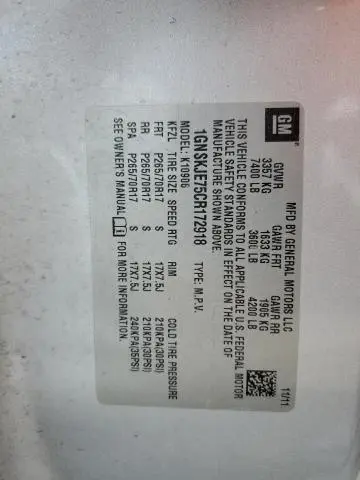 GM
MFD BY GENERAL MOTORS LLC
11/11
GVWR GAWR FRT GAWR RR
3357 KG 1633 KG 1905 KG
7400 LB 3600 LB 4200 LB
THIS VEHICLE CONFORMS TO ALL APPLICABLE U.S. FEDERAL MOTOR
VEHICLE SAFETY STANDARDS IN EFFECT ON THE DATE OF
MANUFACTURE SHOWN ABOVE.
1GNSKJE75CR172918 TYPE: M.P.V.
MODEL: K10906
KFZL TIRE SIZE SPEED RTG RIM COLD TIRE PRESSURE
FRT P265/70R17 S 17X7.5J 210KPA(30PSI)
RR P265/70R17 S 17X7.5J 210KPA(30PSI)
SPA P265/70R17 S 17X7.5J 240KPA(35PSI)
SEE OWNER'S MANUAL FOR MORE INFORMATION